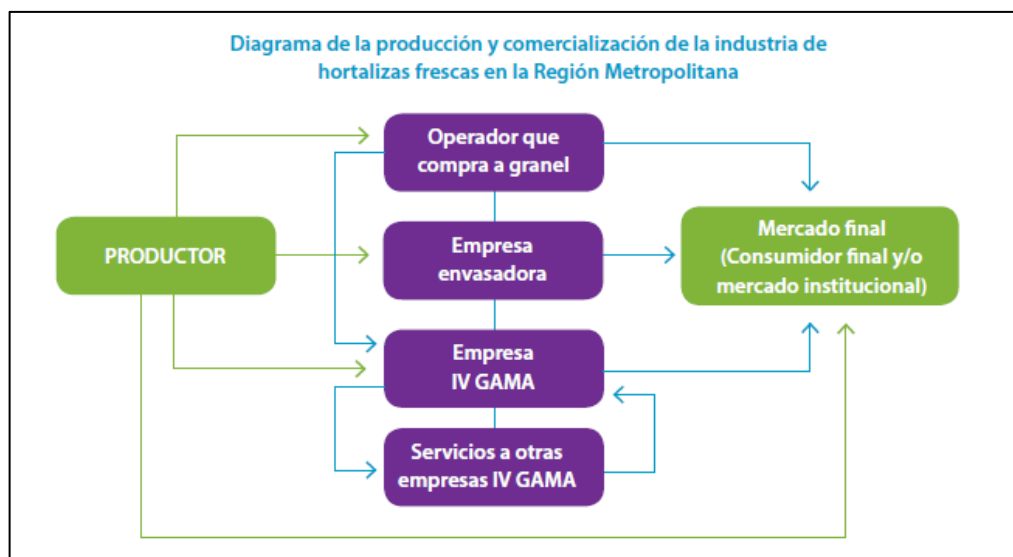 Diagrama de la producción y comercialización de la industria de
hortalizas frescas en la Región Metropolitana
Operador que
compra a granel
PRODUCTOR
Empresa
envasadora
Mercado final
(Consumidor final y/o
mercado institucional)
Empresa
IV GAMA
Servicios a otras
empresas IV GAMA